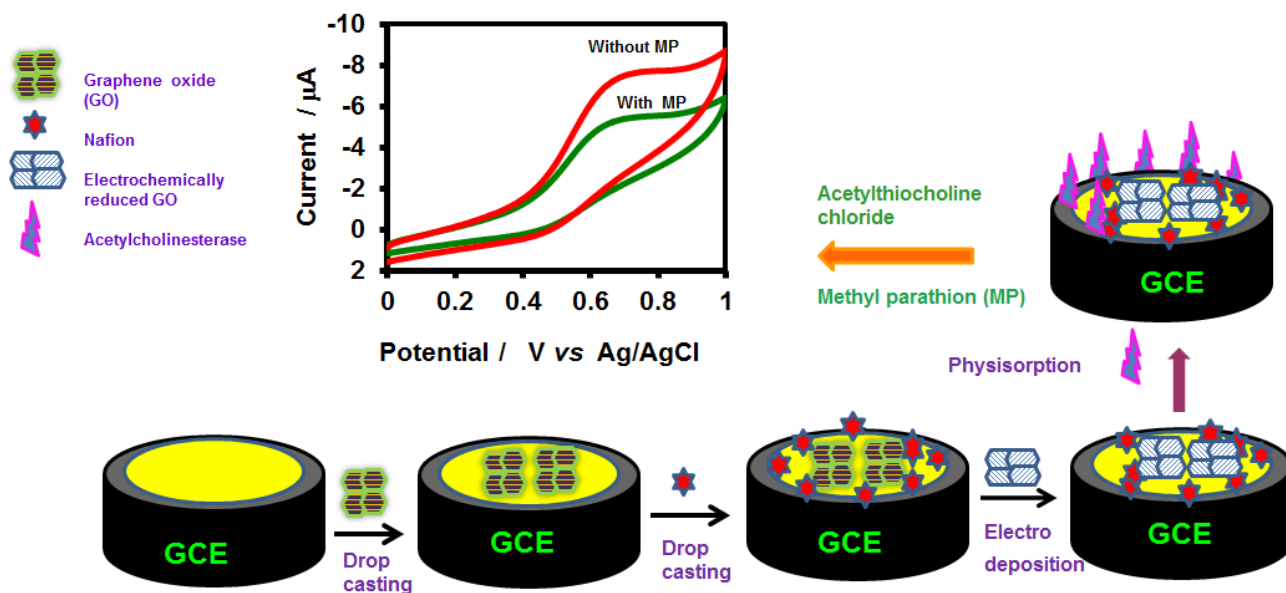 Graphene oxide
(GO)
Nafion
Electrochemically
reduced GO
Acetylcholinesterase
Current / µA
-10
-8
-6
-4
-2
0
2
Without MP
With MP
0 0.2 0.4 0.6 0.8 1
Potential / V vs Ag/AgCl
Acetylthiocholine
chloride
Methyl parathion (MP)
GCE
Physisorption
GCE
Drop
casting
GCE
Drop
casting
GCE
Electro
deposition
GCE